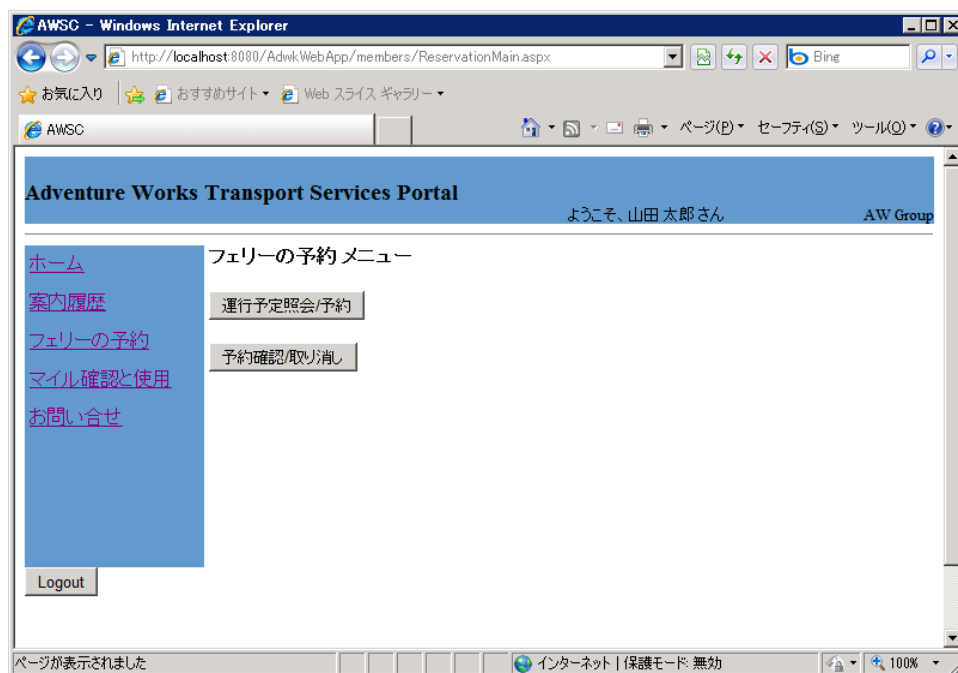 AWSC - Windows Internet Explorer
http://localhost:8080/AdwkWebApp/members/ReservationMain.aspx
Bing
お気に入り
おすすめサイト
Web スライス ギャラリー
AWSC
ページ(P)
セーフティ(S)
ツール(O)
Adventure Works Transport Services Portal
ようこそ、山田 太郎 さん
AW Group
ホーム
案内履歴
フェリーの予約
マイル確認と使用
お問い合せ
フェリーの予約 メニュー
運行予定照会/予約
予約確認/取り消し
Logout
ページが表示されました
インターネット | 保護モード: 無効
100%